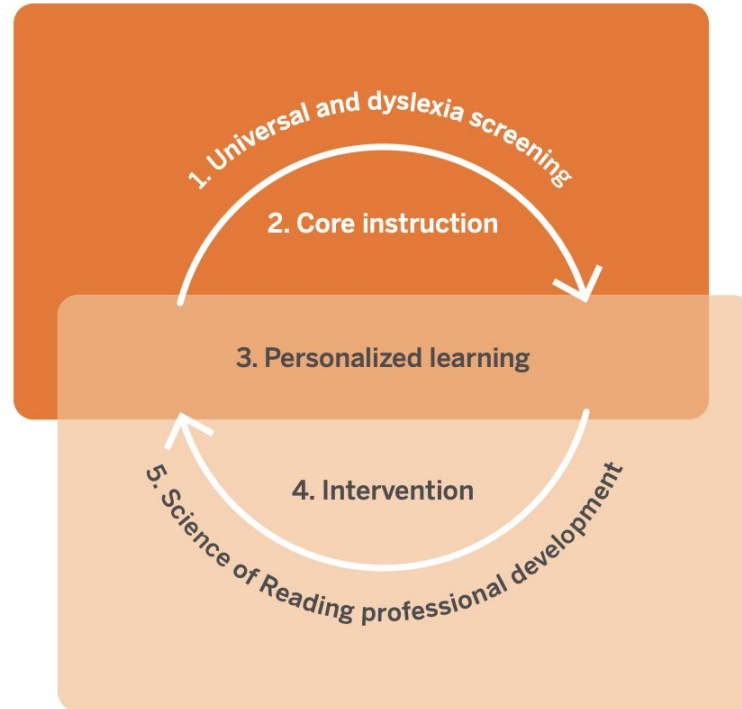 1. Universal and dyslexia screening
2. Core instruction
3. Personalized learning
4. Intervention
5. Science of Reading professional development